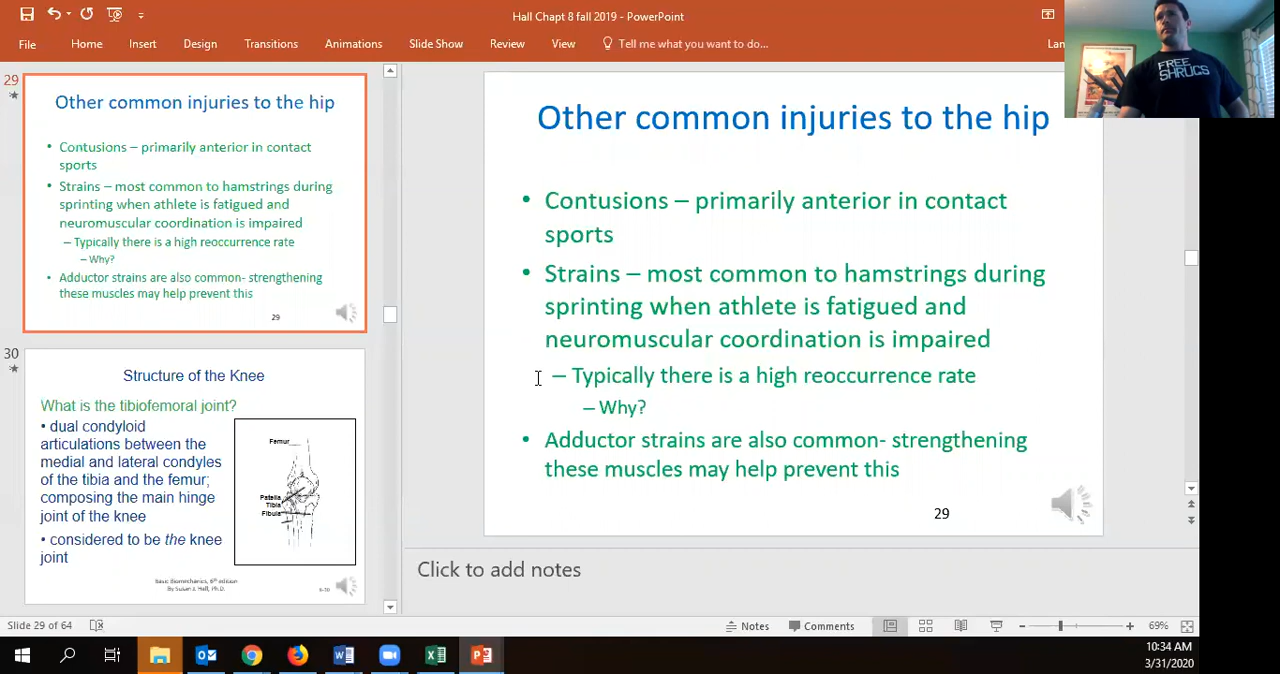 Hall Chapt 8 fall 2019 - PowerPoint
File Home Insert Design Transitions Animations Slide Show Review View Tell me what you want to do...
FREE
SHRUGS
29
Other common injuries to the hip
• Contusions – primarily anterior in contact
sports
• Strains – most common to hamstrings during
sprinting when athlete is fatigued and
neuromuscular coordination is impaired
– Typically there is a high reoccurrence rate
– Why?
• Adductor strains are also common- strengthening
these muscles may help prevent this
29
30
Structure of the Knee
What is the tibiofemoral joint?
• dual condyloid
articulations between the
medial and lateral condyles
of the tibia and the femur;
composing the main hinge
joint of the knee
• considered to be the knee
joint
Femur
Patella
Tibia
Fibula
Basic Biomechanics, 6th edition
By Susan J. Hall, Ph.D.
Other common injuries to the hip
• Contusions – primarily anterior in contact
sports
• Strains – most common to hamstrings during
sprinting when athlete is fatigued and
neuromuscular coordination is impaired
– Typically there is a high reoccurrence rate
– Why?
• Adductor strains are also common- strengthening
these muscles may help prevent this
29
Click to add notes
Slide 29 of 64
Notes Comments 69%
10:34 AM
3/31/2020